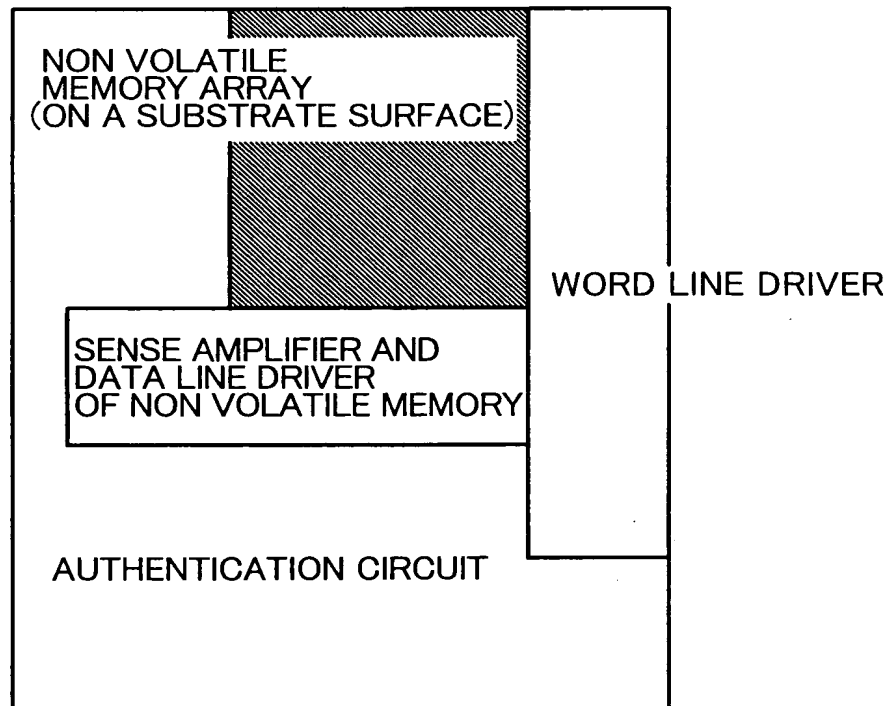 NON VOLATILE
MEMORY ARRAY
(ON A SUBSTRATE SURFACE)
WORD LINE DRIVER
SENSE AMPLIFIER AND
DATA LINE DRIVER
OF NON VOLATILE MEMORY
AUTHENTICATION CIRCUIT